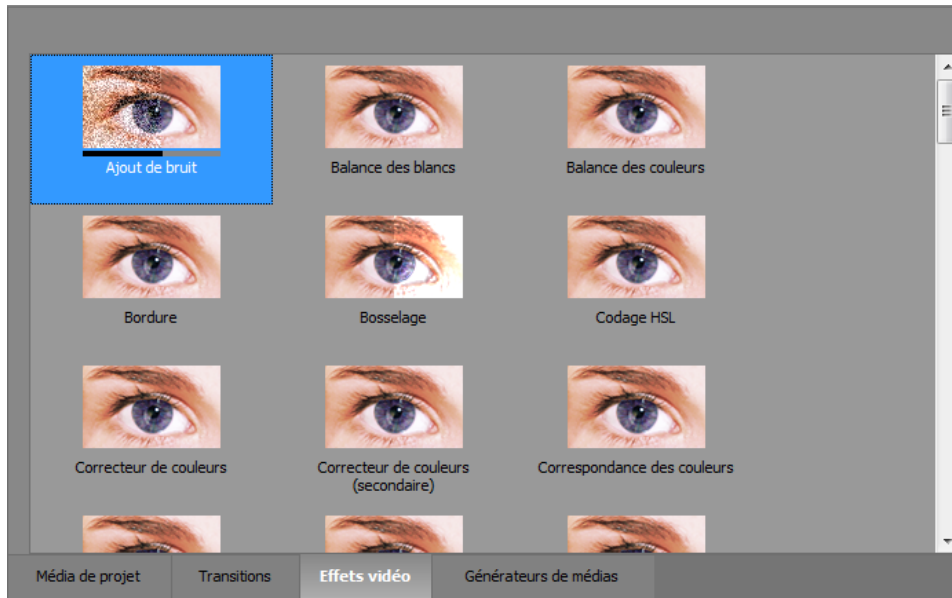 Ajout de bruit
Balance des blancs
Balance des couleurs
Bordure
Bosselage
Codage HSL
Correcteur de couleurs
Correcteur de couleurs
(secondaire)
Correspondance des couleurs
Média de projet
Transitions
Effets vidéo
Générateurs de médias